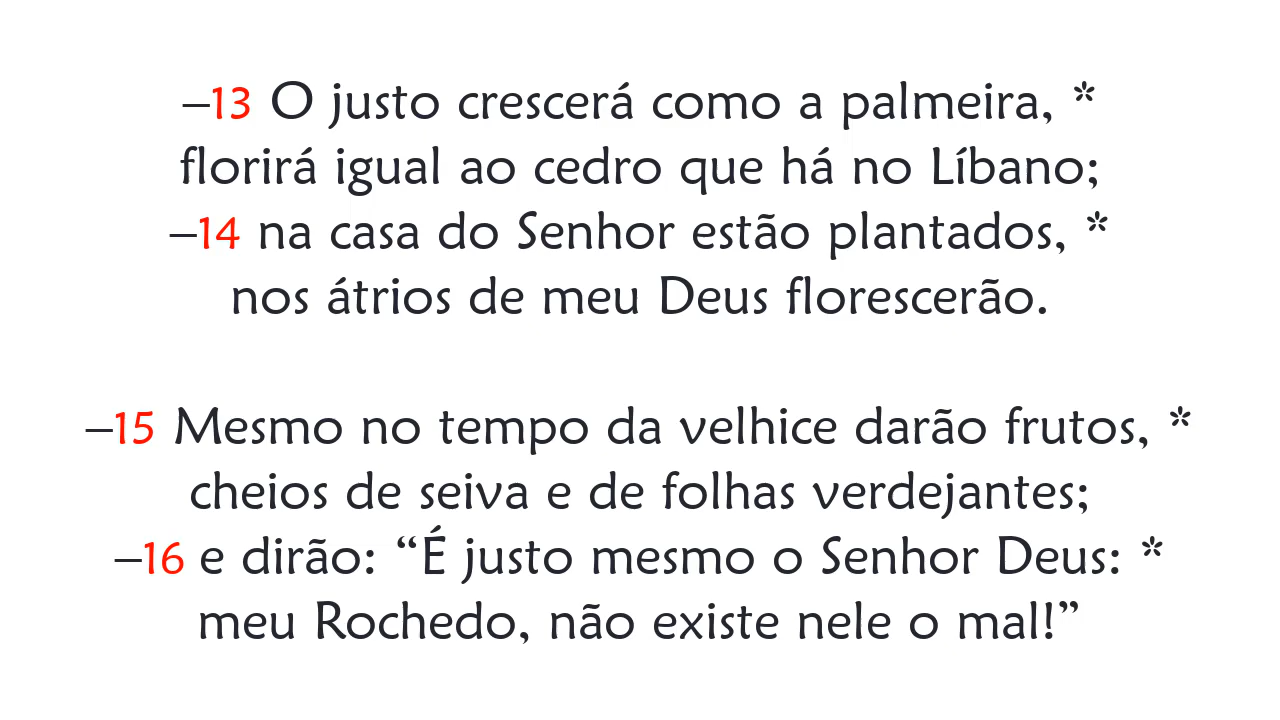 –13 O justo crescerá como a palmeira, *
florirá igual ao cedro que há no Líbano;
–14 na casa do Senhor estão plantados, *
nos átrios de meu Deus florescerão.
–15 Mesmo no tempo da velhice darão frutos, *
cheios de seiva e de folhas verdejantes;
–16 e dirão: “É justo mesmo o Senhor Deus: *
meu Rochedo, não existe nele o mal!”